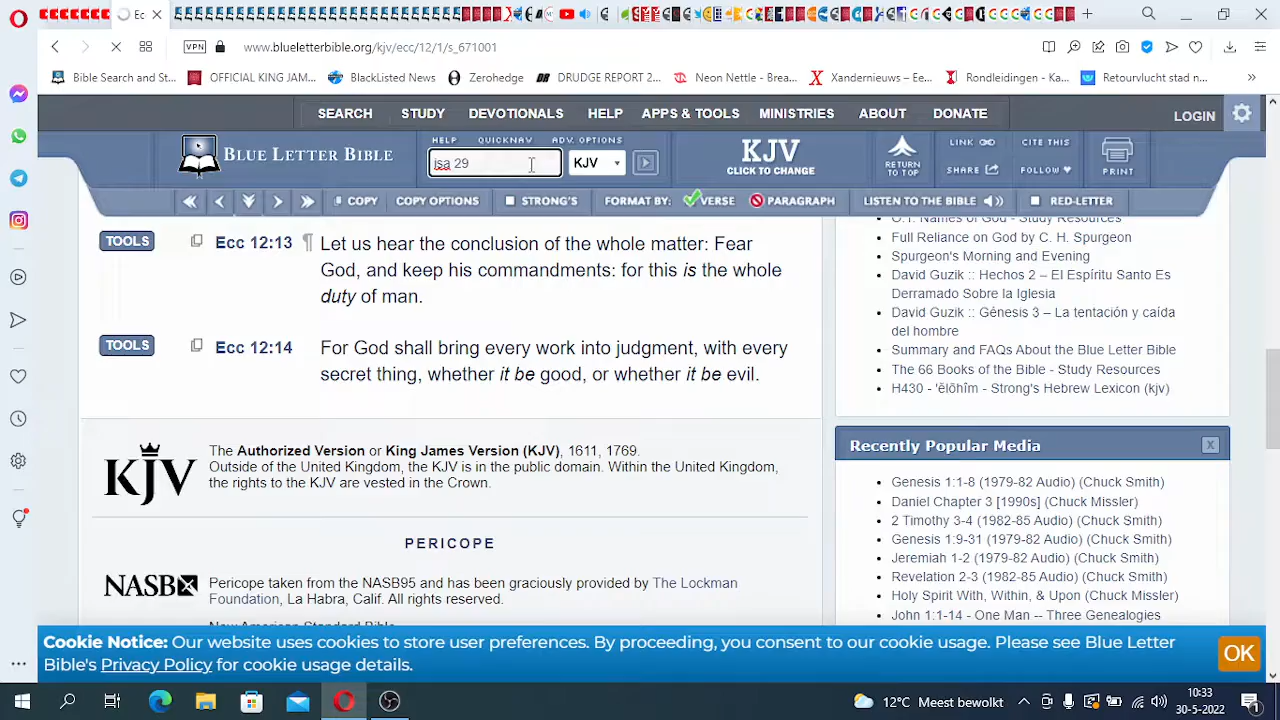 Ec
VPN
www.blueletterbible.org/kjv/ecc/12/1/s_671001
Bible Search and St...
OFFICIAL KING JAM...
BlackListed News
Zerohedge
DRUDGE REPORT 2...
Neon Nettle - Brea...
Xandernieuws – Ee...
Rondleidingen - Ka...
Retourvlucht stad n...
SEARCH
STUDY
DEVOTIONALS
HELP
APPS & TOOLS
MINISTRIES
ABOUT
DONATE
LOGIN
BLUE LETTER BIBLE
HELP
QUICKNAV
ADV. OPTIONS
isa 29
KJV
KJV
CLICK TO CHANGE
RETURN
TO TOP
LINK
CITE THIS
SHARE
FOLLOW
PRINT
COPY
COPY OPTIONS
STRONG'S
FORMAT BY:
VERSE
PARAGRAPH
LISTEN TO THE BIBLE
RED-LETTER
TOOLS
Ecc 12:13
¶ Let us hear the conclusion of the whole matter: Fear
God, and keep his commandments: for this is the whole
duty of man.
TOOLS
Ecc 12:14
For God shall bring every work into judgment, with every
secret thing, whether it be good, or whether it be evil.
KJV
The Authorized Version or King James Version (KJV), 1611, 1769.
Outside of the United Kingdom, the KJV is in the public domain. Within the United Kingdom,
the rights to the KJV are vested in the Crown.
PERICOPE
NASB
Pericope taken from the NASB95 and has been graciously provided by The Lockman
Foundation, La Habra, Calif. All rights reserved.
New American Standard Bible
O.T. Names of God - Study Resources
Full Reliance on God by C. H. Spurgeon
Spurgeon's Morning and Evening
David Guzik :: Hechos 2 – El Espíritu Santo Es
Derramado Sobre la Iglesia
David Guzik :: Génesis 3 – La tentación y caída
del hombre
Summary and FAQs About the Blue Letter Bible
The 66 Books of the Bible - Study Resources
H430 - 'ĕlōhîm - Strong's Hebrew Lexicon (kjv)
Recently Popular Media
X
Genesis 1:1-8 (1979-82 Audio) (Chuck Smith)
Daniel Chapter 3 [1990s] (Chuck Missler)
2 Timothy 3-4 (1982-85 Audio) (Chuck Smith)
Genesis 1:9-31 (1979-82 Audio) (Chuck Smith)
Jeremiah 1-2 (1979-82 Audio) (Chuck Smith)
Revelation 2-3 (1982-85 Audio) (Chuck Smith)
Holy Spirit With, Within, & Upon (Chuck Smith)
John 1:1-14 - One Man -- Three Genealogies
Cookie Notice: Our website uses cookies to store user preferences. By proceeding, you consent to our cookie usage. Please see Blue Letter
Bible's Privacy Policy for cookie usage details.
OK
12°C Meest bewolkt
10:33
30-5-2022
1